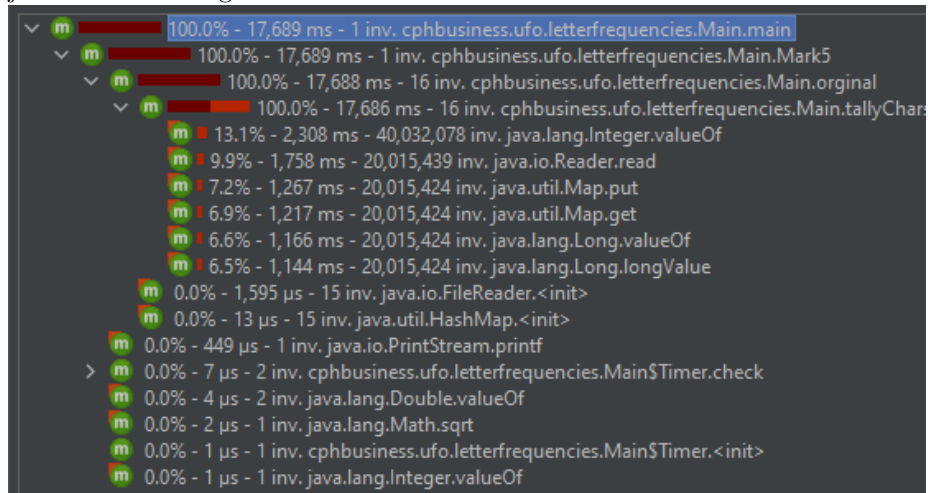 100.0% - 17,689 ms - 1 inv. cphbusiness.ufo.letterfrequencies.Main.main
100.0% - 17,689 ms - 1 inv. cphbusiness.ufo.letterfrequencies.Main.Mark5
100.0% - 17,688 ms - 16 inv. cphbusiness.ufo.letterfrequencies.Main.orginal
100.0% - 17,686 ms - 16 inv. cphbusiness.ufo.letterfrequencies.Main.tallyChars
13.1% - 2,308 ms - 40,032,078 inv. java.lang.Integer.valueOf
9.9% - 1,758 ms - 20,015,439 inv. java.io.Reader.read
7.2% - 1,267 ms - 20,015,424 inv. java.util.Map.put
6.9% - 1,217 ms - 20,015,424 inv. java.util.Map.get
6.6% - 1,166 ms - 20,015,424 inv. java.lang.Long.valueOf
6.5% - 1,144 ms - 20,015,424 inv. java.lang.Long.longValue
0.0% - 1,595 µs - 15 inv. java.io.FileReader.<init>
0.0% - 13 µs - 15 inv. java.util.HashMap.<init>
0.0% - 449 µs - 1 inv. java.io.PrintStream.printf
0.0% - 7 µs - 2 inv. cphbusiness.ufo.letterfrequencies.Main$Timer.check
0.0% - 4 µs - 2 inv. java.lang.Double.valueOf
0.0% - 2 µs - 1 inv. java.lang.Math.sqrt
0.0% - 1 µs - 1 inv. cphbusiness.ufo.letterfrequencies.Main$Timer.<init>
0.0% - 1 µs - 1 inv. java.lang.Integer.valueOf